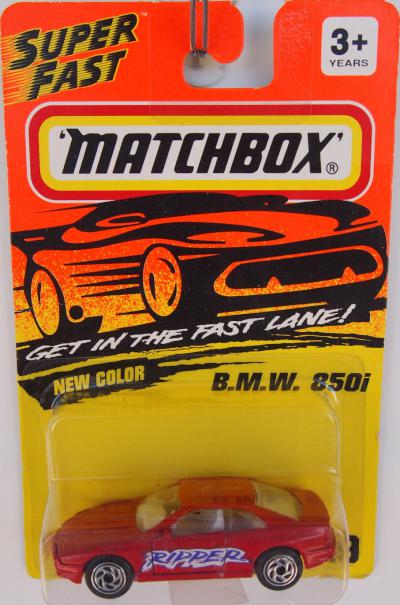 SUPER
FAST
3+
YEARS
'MATCHBOX'®
GET IN THE FAST LANE!
NEW COLOR
B.M.W. 850i
RIPPER